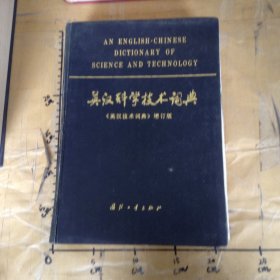 AN ENGLISH-CHINESE
DICTIONARY OF
SCIENCE AND TECHNOLOGY
英汉科学技术词典
《英汉技术词典》增订版
国防工业出版社